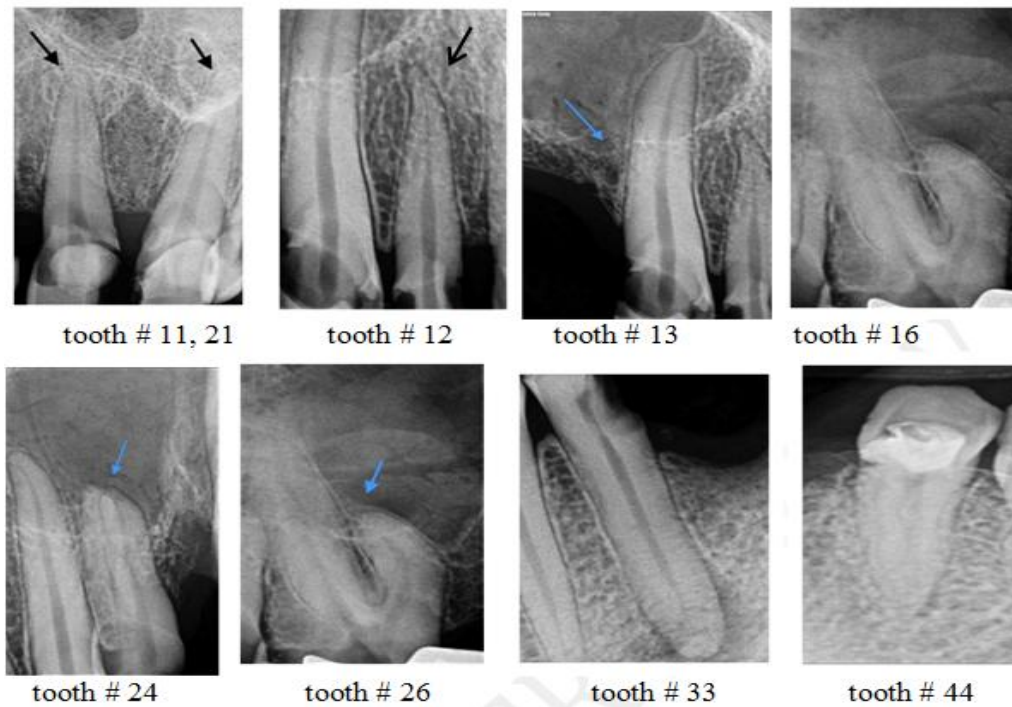 tooth # 11, 21
tooth # 12
tooth # 13
tooth # 16
tooth # 24
tooth # 26
tooth # 33
tooth # 44